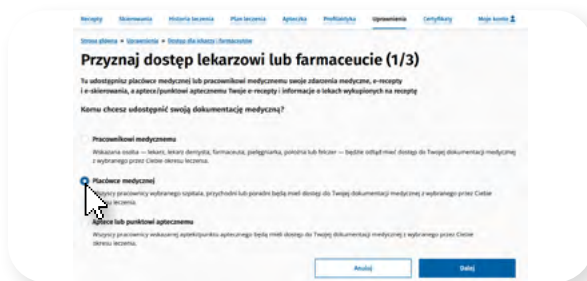 Recepty Skierowania Historia leczenia Plan leczenia Apteczka Profilaktyka Uprawnienia Certyfikaty Moje konto
Strona główna • Uprawnienia • Dostęp dla lekarzy i farmaceutów
Przyznaj dostęp lekarzowi lub farmaceucie (1/3)
Tu udostępnisz placówce medycznej lub pracownikowi medycznemu swoje zdarzenia medyczne, e-recepty
i e-skierowania, a aptece/punktowi aptecznemu Twoje e-recepty i informacje o lekach wykupionych na receptę
Komu chcesz udostępnić swoją dokumentację medyczną?
Pracownikowi medycznemu
Wskazana osoba — lekarz, lekarz dentysta, farmaceuta, pielęgniarka, położna lub felczer — będzie odtąd mieć dostęp do Twojej dokumentacji medycznej
z wybranego przez Ciebie okresu leczenia.
Placówce medycznej
Wszyscy pracownicy wybranego szpitala, przychodni lub poradni będą mieli dostęp do Twojej dokumentacji medycznej z wybranego przez Ciebie
okresu leczenia.
Aptece lub punktowi aptecznemu
Wszyscy pracownicy wskazanej apteki/punktu aptecznego będą mieli dostęp do Twojej dokumentacji medycznej z wybranego przez Ciebie
okresu leczenia.
Anuluj Dalej